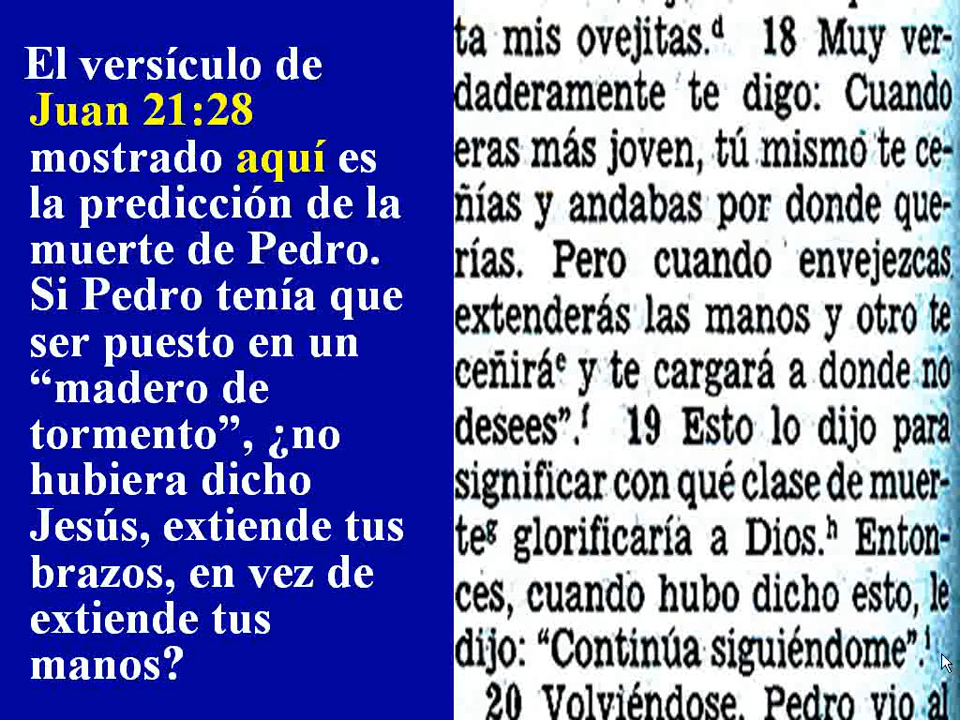 El versículo de
Juan 21:28
mostrado aquí es
la predicción de la
muerte de Pedro.
Si Pedro tenía que
ser puesto en un
“madero de
tormento”, ¿no
hubiera dicho
Jesús, extiende tus
brazos, en vez de
extiende tus
manos?
ta mis ovejitas.ᵈ 18 Muy ver-
daderamente te digo: Cuando
eras más joven, tú mismo te ce-
ñías y andabas por donde que-
rías. Pero cuando envejezcas
extenderás las manos y otro te
ceñiráᵉ y te cargará a donde no
desees”.ᶠ 19 Esto lo dijo para
significar con qué clase de muer-
teᵍ glorificaría a Dios.ʰ Enton-
ces, cuando hubo dicho esto, le
dijo: “Continúa siguiéndome”.ⁱ
20 Volviéndose, Pedro vio al